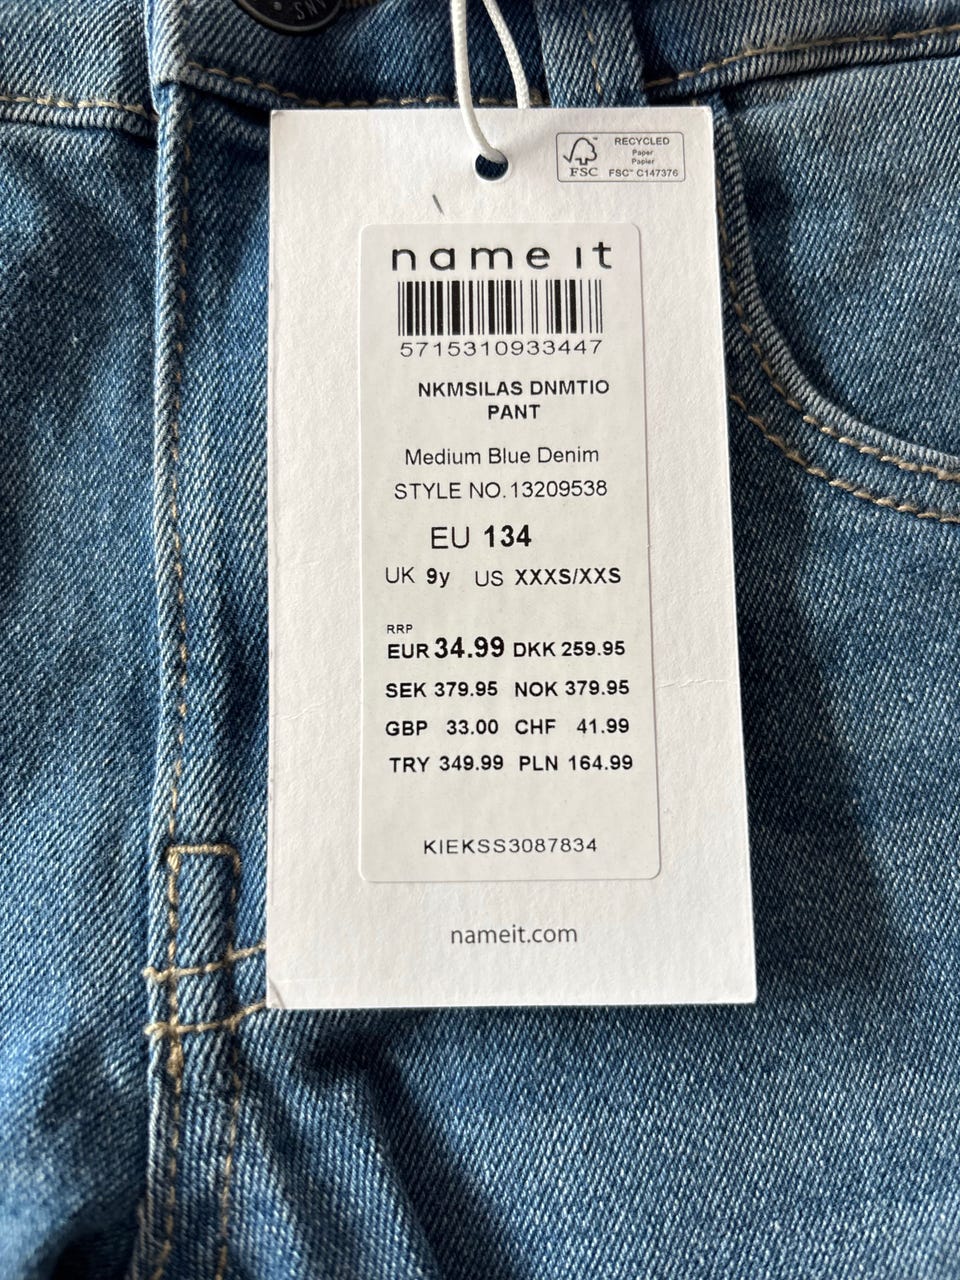 RECYCLED
Paper
Papier
FSC™ C147376
FSC™
name it
5715310933447
NKMSILAS DNMTIO
PANT
Medium Blue Denim
STYLE NO. 13209538
EU 134
UK 9y US XXXS/XXS
RRP
EUR 34.99 DKK 259.95
SEK 379.95 NOK 379.95
GBP 33.00 CHF 41.99
TRY 349.99 PLN 164.99
KIEKSS3087834
nameit.com